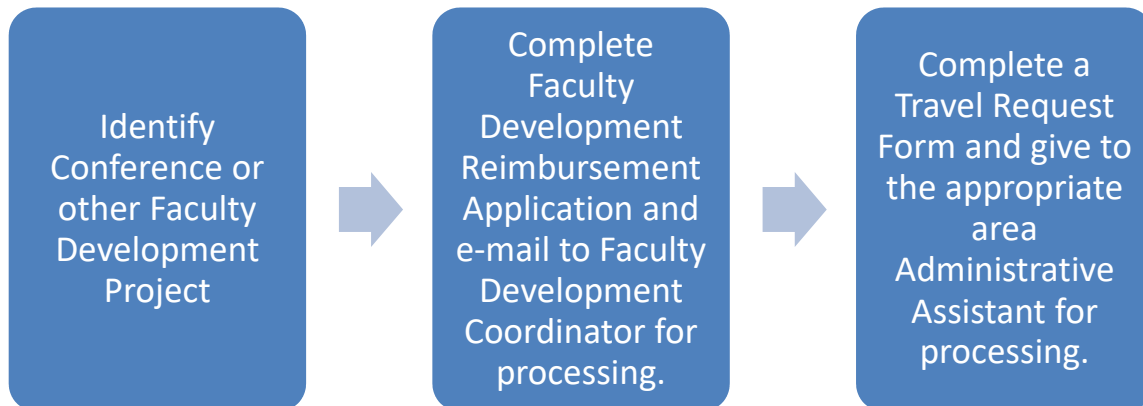 Identify
Conference or
other Faculty
Development
Project
Complete
Faculty
Development
Reimbursement
Application and
e-mail to Faculty
Development
Coordinator for
processing.
Complete a
Travel Request
Form and give to
the appropriate
area
Administrative
Assistant for
processing.